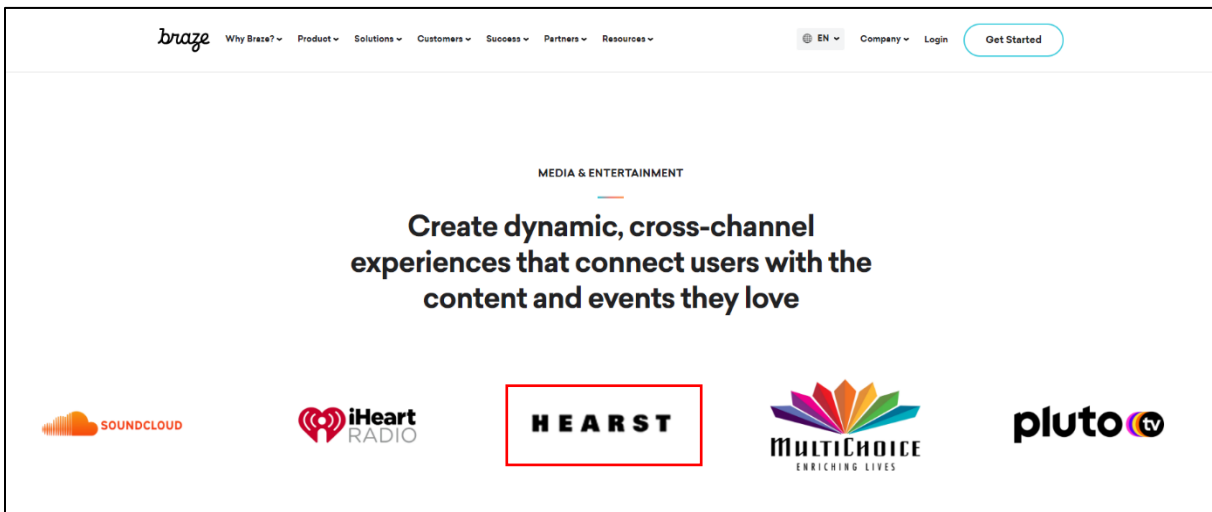 braze Why Braze? Product Solutions Customers Success Partners Resources EN Company Login Get Started
MEDIA & ENTERTAINMENT
Create dynamic, cross-channel
experiences that connect users with the
content and events they love
SOUNDCLOUD
iHeart
RADIO
HEARST
MULTICHOICE
ENRICHING LIVES
pluto tv